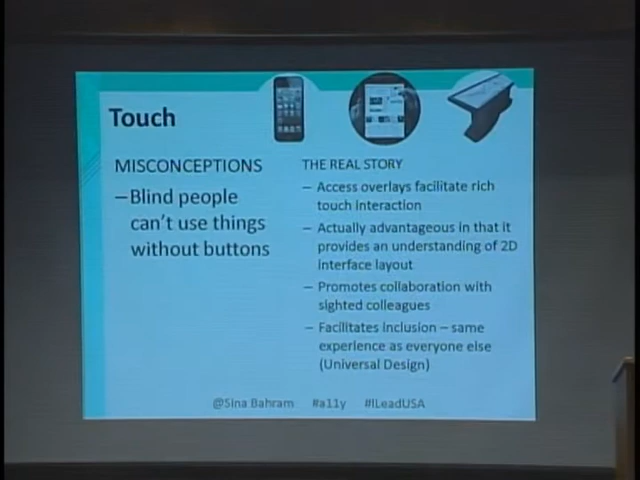 Touch
MISCONCEPTIONS
–Blind people
can't use things
without buttons
THE REAL STORY
– Access overlays facilitate rich
touch interaction
– Actually advantageous in that it
provides an understanding of 2D
interface layout
– Promotes collaboration with
sighted colleagues
– Facilitates Inclusion – same
experience as everyone else
(Universal Design)
@Sina Bahram #a11y #ILeadUSA